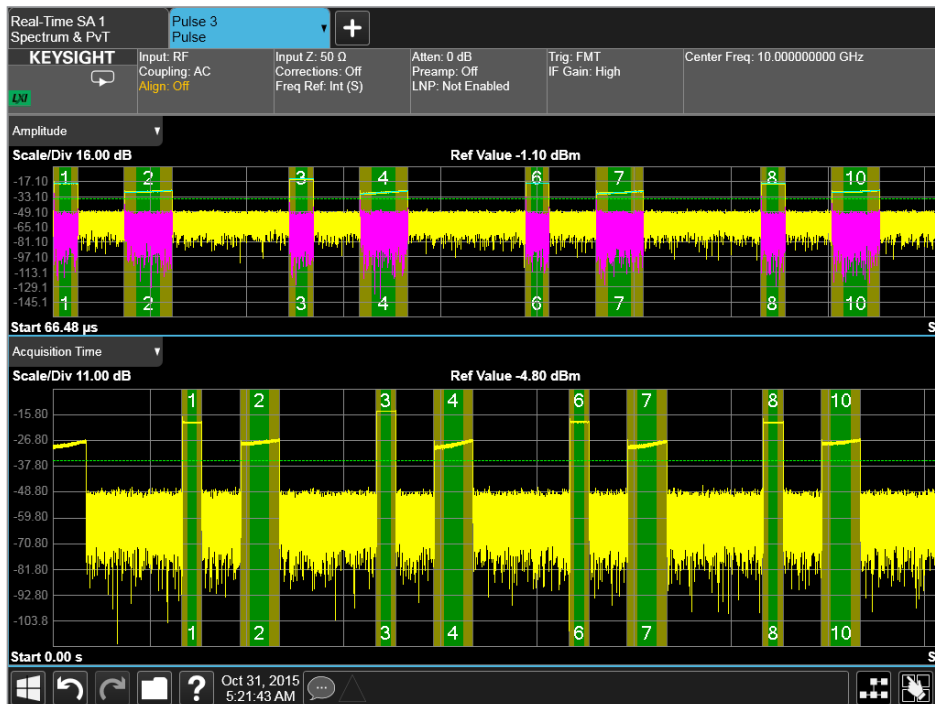 Real-Time SA 1
Spectrum & PvT
Pulse 3
Pulse
KEYSIGHT
LXI
Input: RF
Coupling: AC
Align: Off
Input Z: 50 Ω
Corrections: Off
Freq Ref: Int (S)
Atten: 0 dB
Preamp: Off
LNP: Not Enabled
Trig: FMT
IF Gain: High
Center Freq: 10.000000000 GHz
Amplitude
Scale/Div 16.00 dB
Ref Value -1.10 dBm
1 2 3 4 6 7 8 10
-17.10
-33.10
-49.10
-65.10
-81.10
-97.10
-113.1
-129.1
-145.1
1 2 3 4 6 7 8 10
Start 66.48 µs
S
Acquisition Time
Scale/Div 11.00 dB
Ref Value -4.80 dBm
1 2 3 4 6 7 8 10
-15.80
-26.80
-37.80
-48.80
-59.80
-70.80
-81.80
-92.80
-103.8
1 2 3 4 6 7 8 10
Start 0.00 s
S
?
Oct 31, 2015
5:21:43 AM